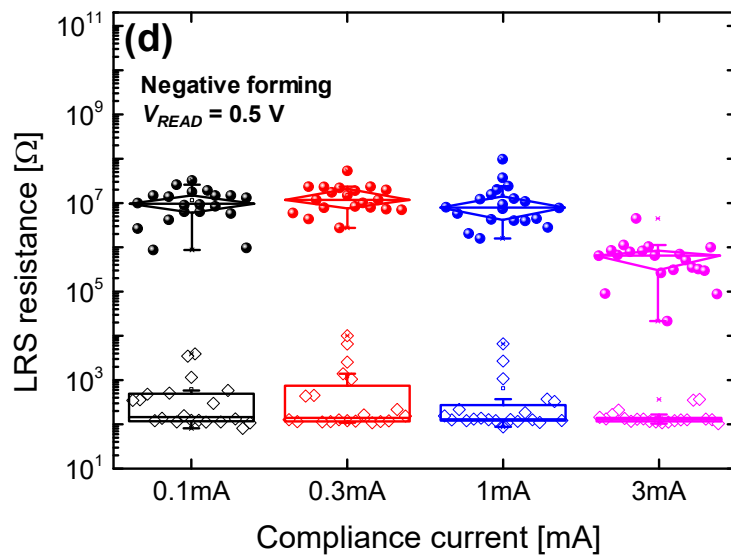 (d)
Negative forming
V_READ = 0.5 V
LRS resistance [Ω]
10^11
10^9
10^7
10^5
10^3
10^1
0.1mA 0.3mA 1mA 3mA
Compliance current [mA]